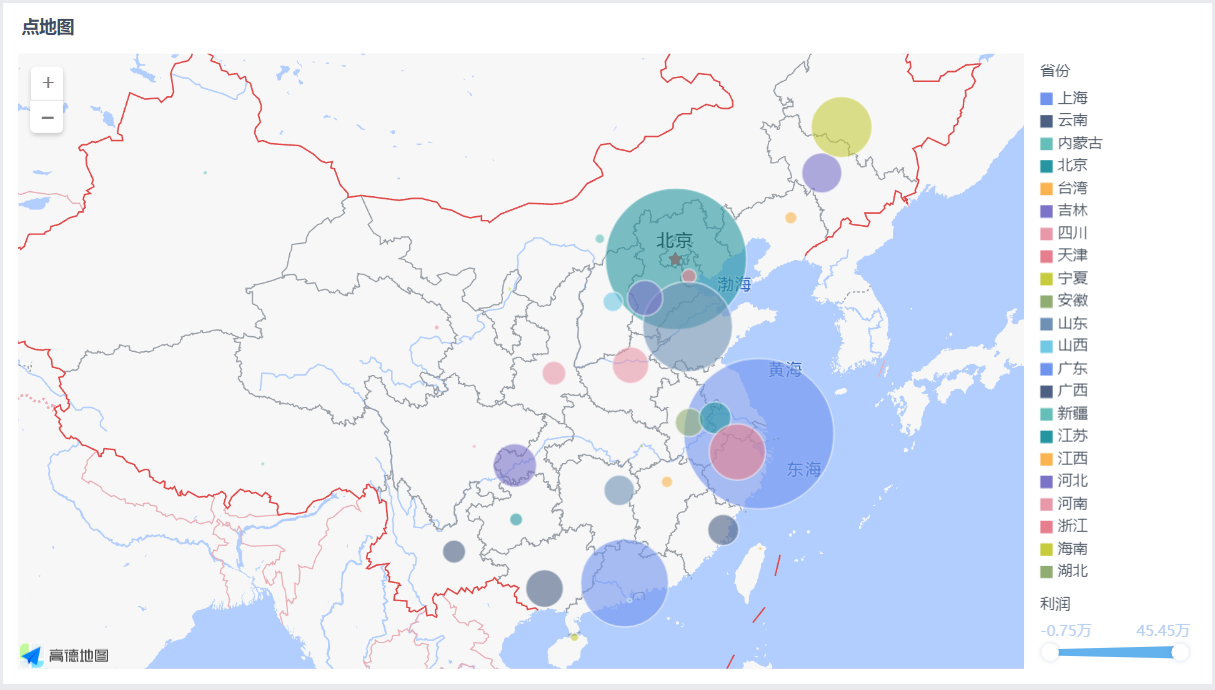 点地图
+
−
北京
渤海
黄海
东海
高德地图
省份
上海
云南
内蒙古
北京
台湾
吉林
四川
天津
宁夏
安徽
山东
山西
广东
广西
新疆
江苏
江西
河北
河南
浙江
海南
湖北
利润
-0.75万 45.45万